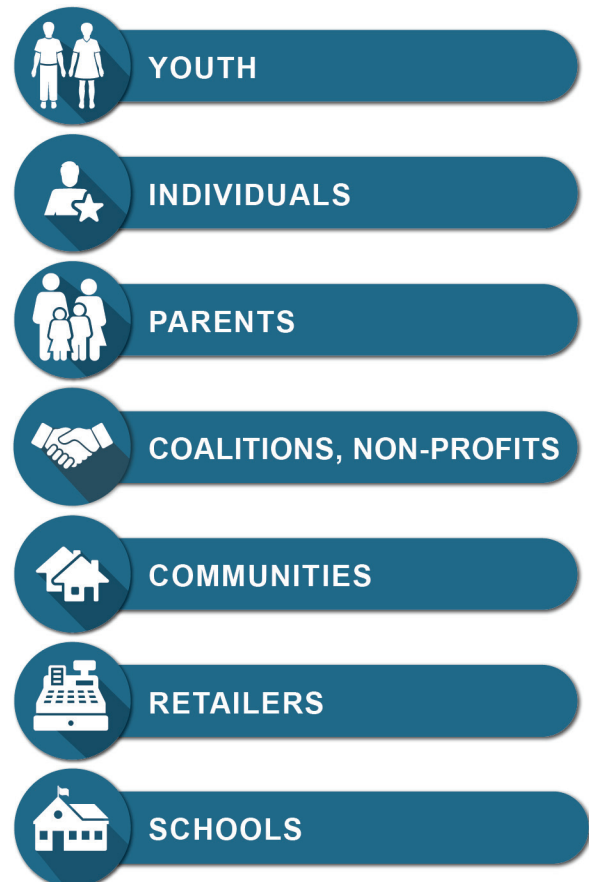 YOUTH
INDIVIDUALS
PARENTS
COALITIONS, NON-PROFITS
COMMUNITIES
RETAILERS
SCHOOLS